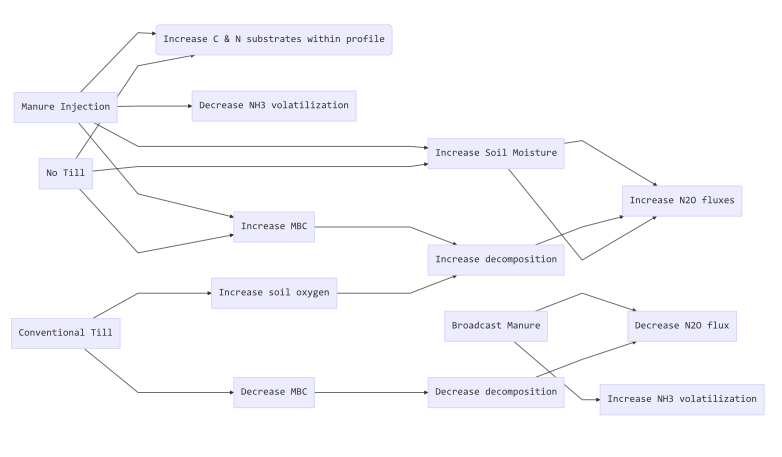 Increase C & N substrates within profile
Manure Injection
Decrease NH3 volatilization
Increase Soil Moisture
No Till
Increase N2O fluxes
Increase MBC
Increase decomposition
Increase soil oxygen
Conventional Till
Broadcast Manure
Decrease N2O flux
Decrease MBC
Decrease decomposition
Increase NH3 volatilization